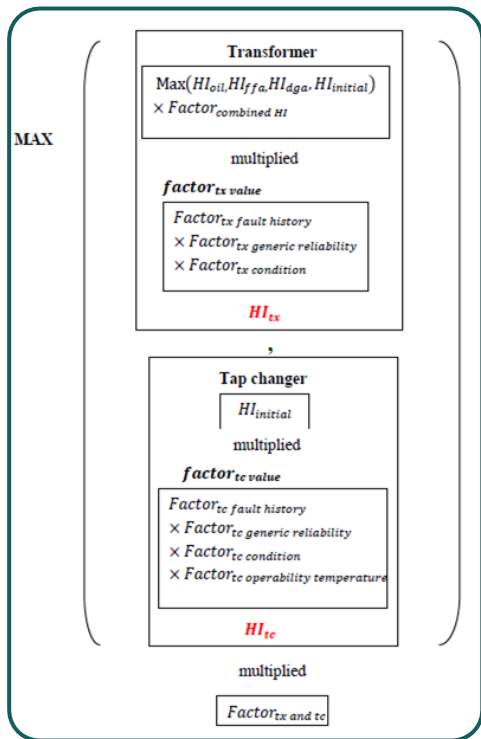 Transformer
Max(HI_oil,HI_ffa,HI_dga,HI_initial)
× Factor_combined HI
MAX
multiplied
factor_tx value
Factor_tx fault history
× Factor_tx generic reliability
× Factor_tx condition
HI_tx
,
Tap changer
HI_initial
multiplied
factor_tc value
Factor_tc fault history
× Factor_tc generic reliability
× Factor_tc condition
× Factor_tc operability temperature
HI_tc
multiplied
Factor_tx and tc